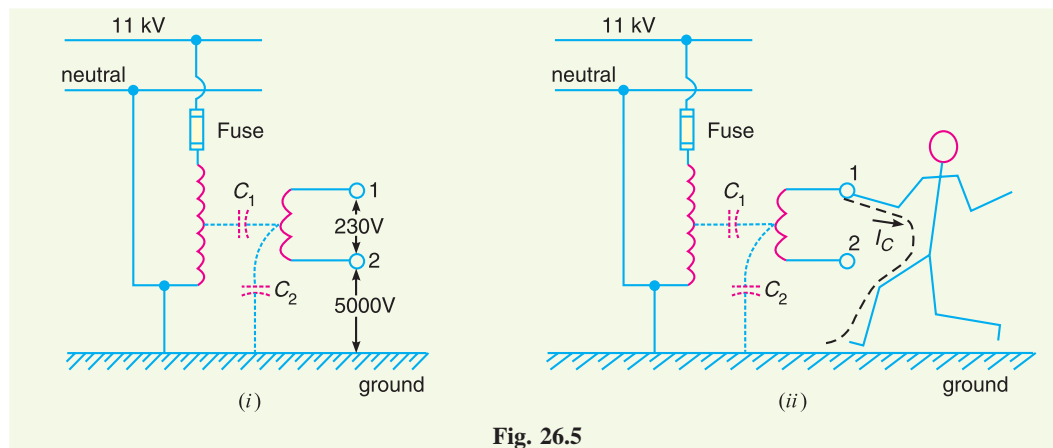 11 kV
neutral
Fuse
C1
1
230V
2
C2
5000V
ground
(i)
11 kV
neutral
Fuse
C1
1
IC
2
C2
ground
(ii)
Fig. 26.5